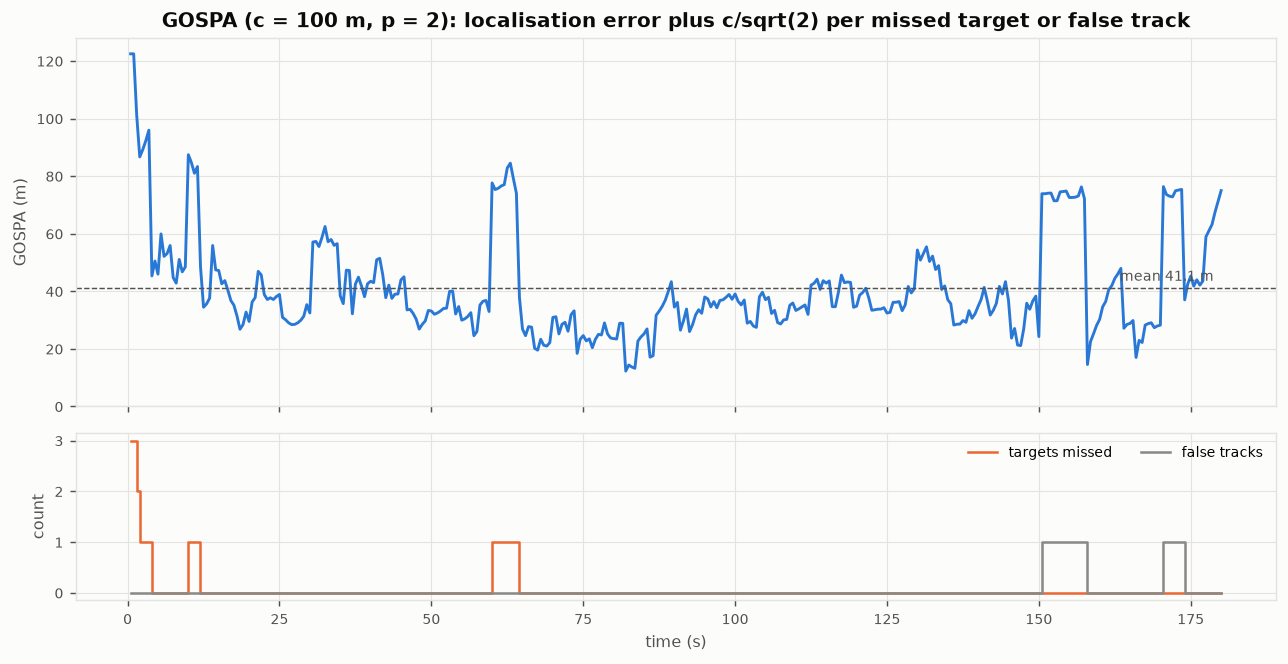 GOSPA (c = 100 m, p = 2): localisation error plus c/sqrt(2) per missed target or false track
GOSPA (m)
120
100
80
60
40
20
0
mean 41.1 m
count
3
2
1
0
targets missed
false tracks
0
25
50
75
100
125
150
175
time (s)